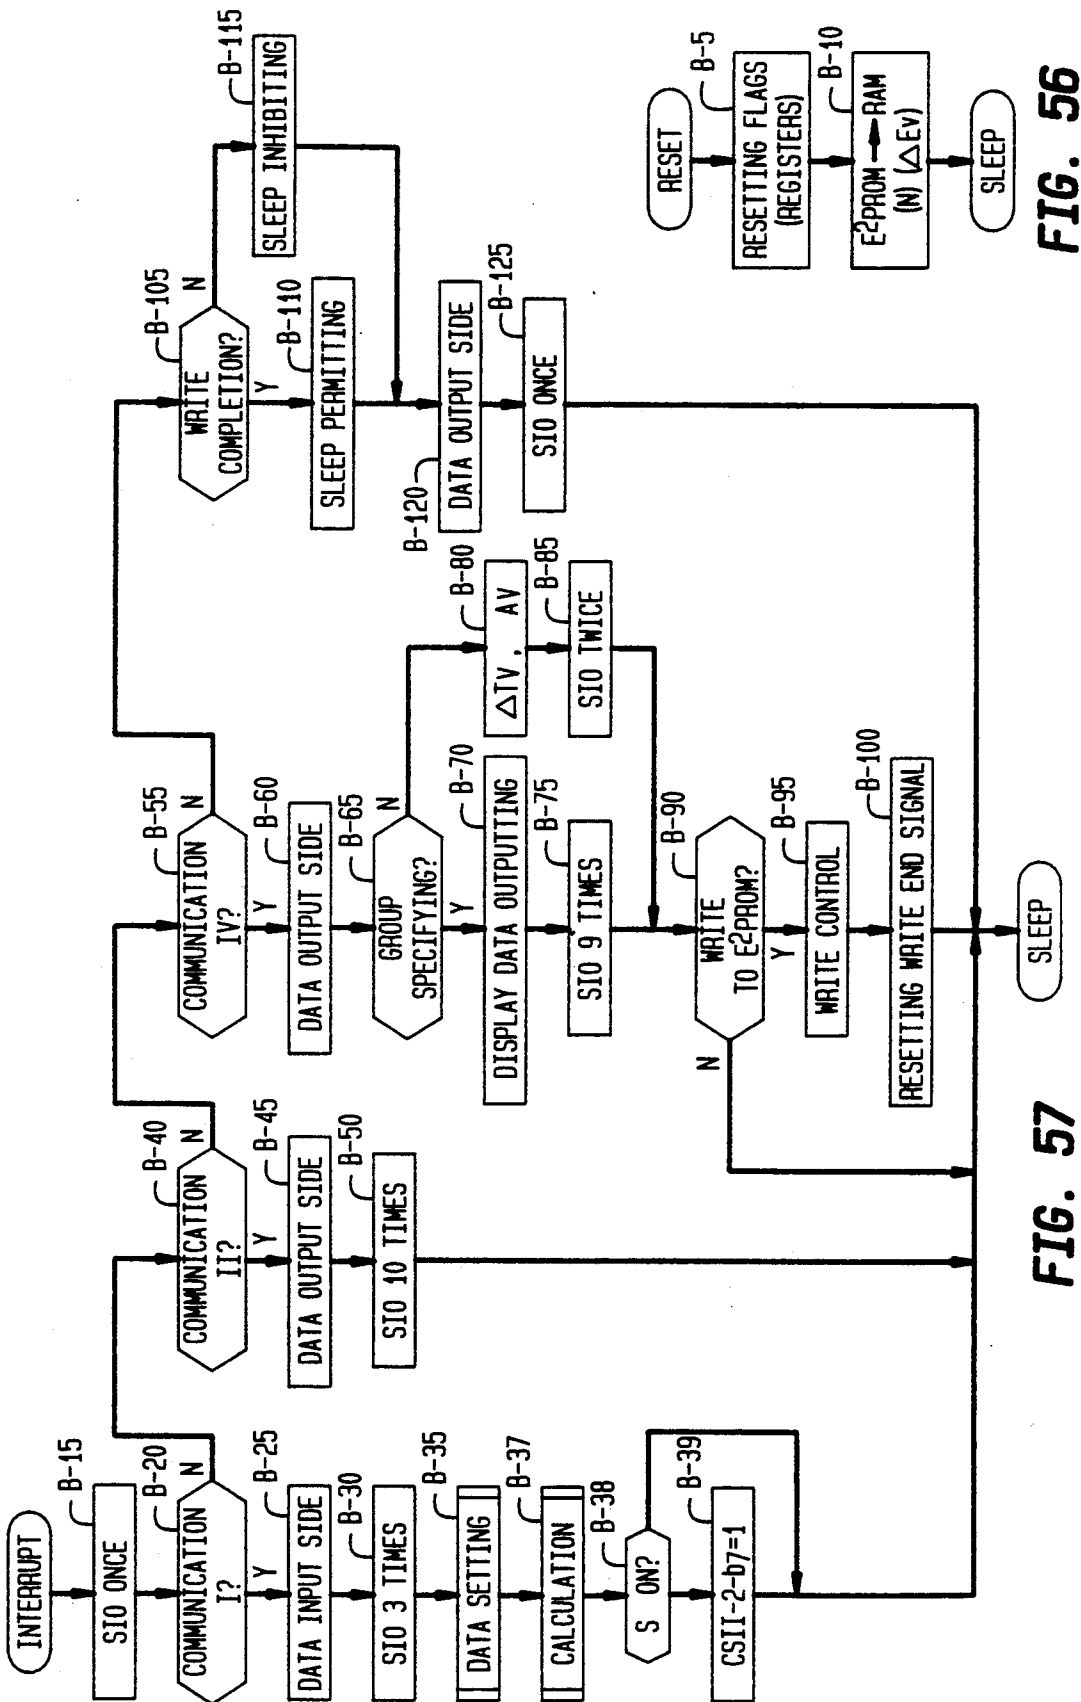 INTERRUPT
B-15
SIO ONCE
B-20
COMMUNICATION
I?
N
Y
B-25
DATA INPUT SIDE
B-30
SIO 3 TIMES
B-35
DATA SETTING
B-37
CALCULATION
B-38
S ON?
B-39
CSII-2-b7=1
B-40
COMMUNICATION
II?
N
Y
B-45
DATA OUTPUT SIDE
B-50
SIO 10 TIMES
B-55
COMMUNICATION
IV?
N
Y
B-60
DATA OUTPUT SIDE
B-65
GROUP
SPECIFYING?
N
Y
B-70
DISPLAY DATA OUTPUTTING
B-75
SIO 9 TIMES
B-80
△TV, AV
B-85
SIO TWICE
B-90
WRITE
TO E²PROM?
N
Y
B-95
WRITE CONTROL
B-100
RESETTING WRITE END SIGNAL
SLEEP
B-105
WRITE
COMPLETION?
N
Y
B-110
SLEEP PERMITTING
B-115
SLEEP INHIBITING
B-120
DATA OUTPUT SIDE
B-125
SIO ONCE
FIG. 57
RESET
B-5
RESETTING FLAGS
(REGISTERS)
B-10
E²PROM → RAM
(N) (△Ev)
SLEEP
FIG. 56